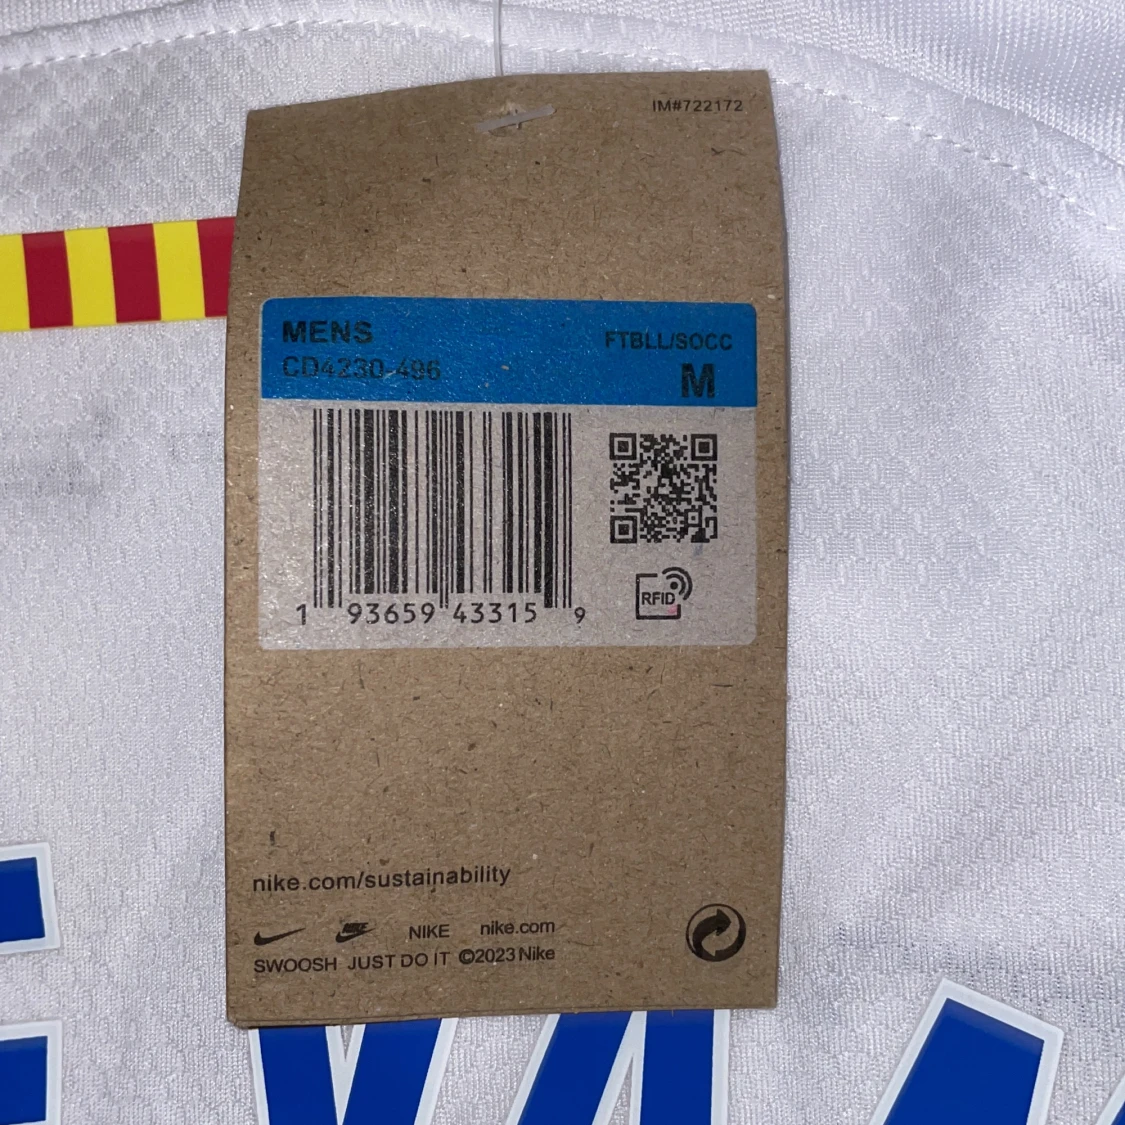 IM#722172
MENS FTBLL/SOCC
CD4230-496 M
1 93659 43315 9
RFID
nike.com/sustainability
NIKE NIKE nike.com
SWOOSH JUST DO IT ©2023 Nike